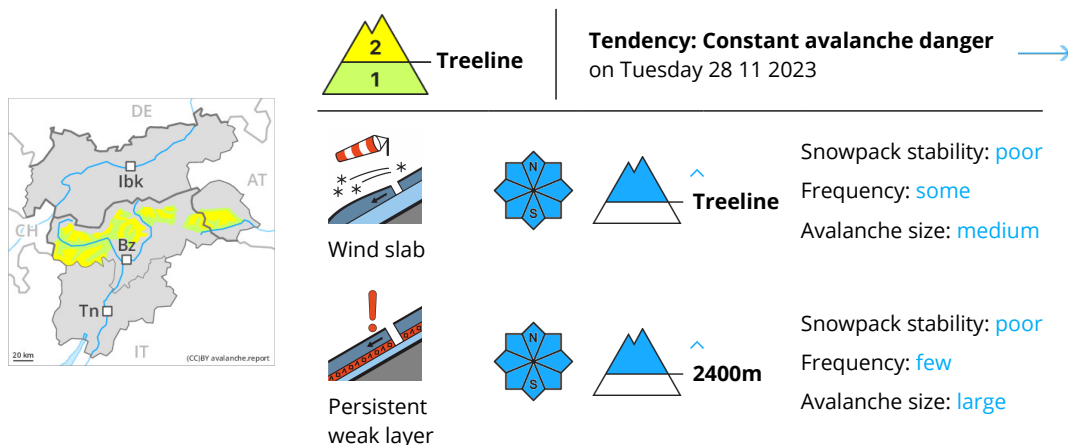 2
1
Treeline
Tendency: Constant avalanche danger
on Tuesday 28 11 2023
DE
Ibk
AT
CH
Bz
Tn
IT
20 km
(CC)BY avalanche.report
N
S
Treeline
Wind slab
Snowpack stability: poor
Frequency: some
Avalanche size: medium
N
S
2400m
Persistent
weak layer
Snowpack stability: poor
Frequency: few
Avalanche size: large